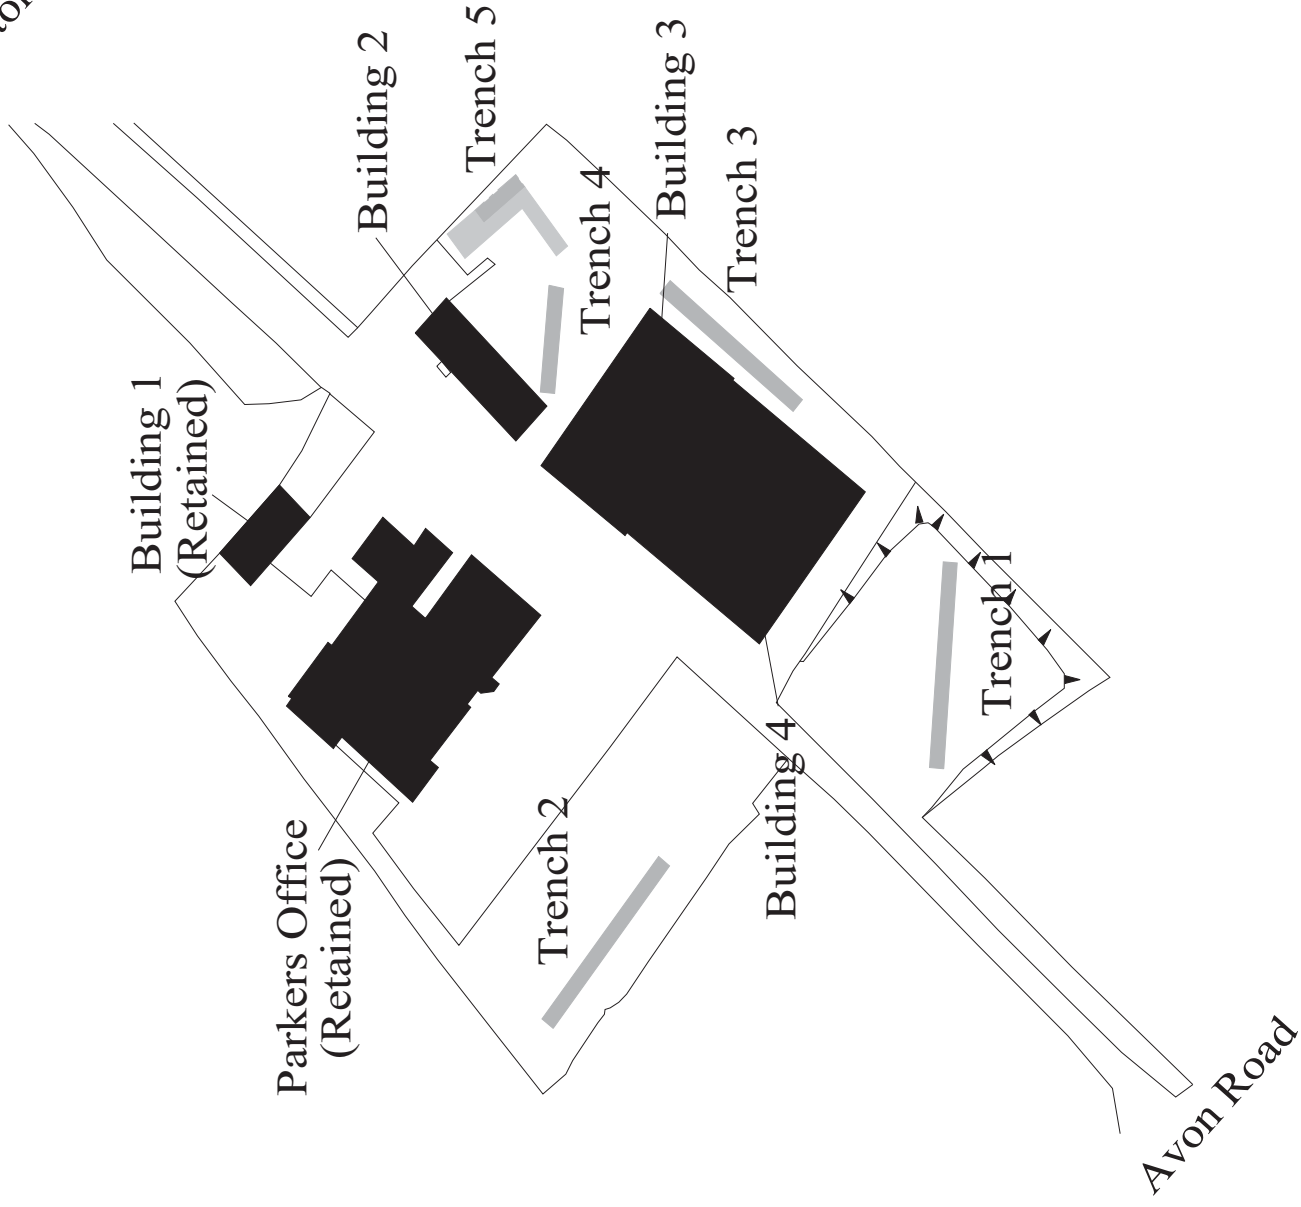 Building 1
(Retained)
Building 2
Trench 5
Trench 4
Building 3
Trench 3
Parkers Office
(Retained)
Trench 2
Building 4
Trench 1
Avon Road